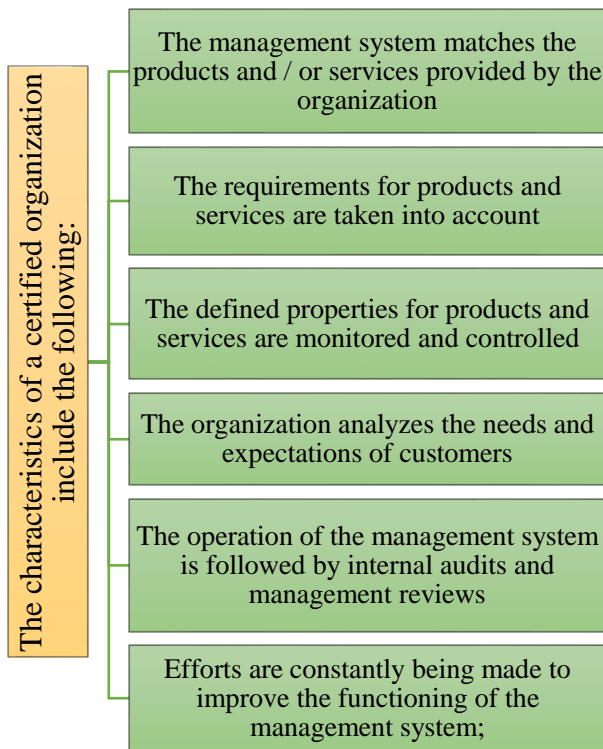 The characteristics of a certified organization
include the following:
The management system matches the
products and / or services provided by the
organization
The requirements for products and
services are taken into account
The defined properties for products and
services are monitored and controlled
The organization analyzes the needs and
expectations of customers
The operation of the management system
is followed by internal audits and
management reviews
Efforts are constantly being made to
improve the functioning of the
management system;